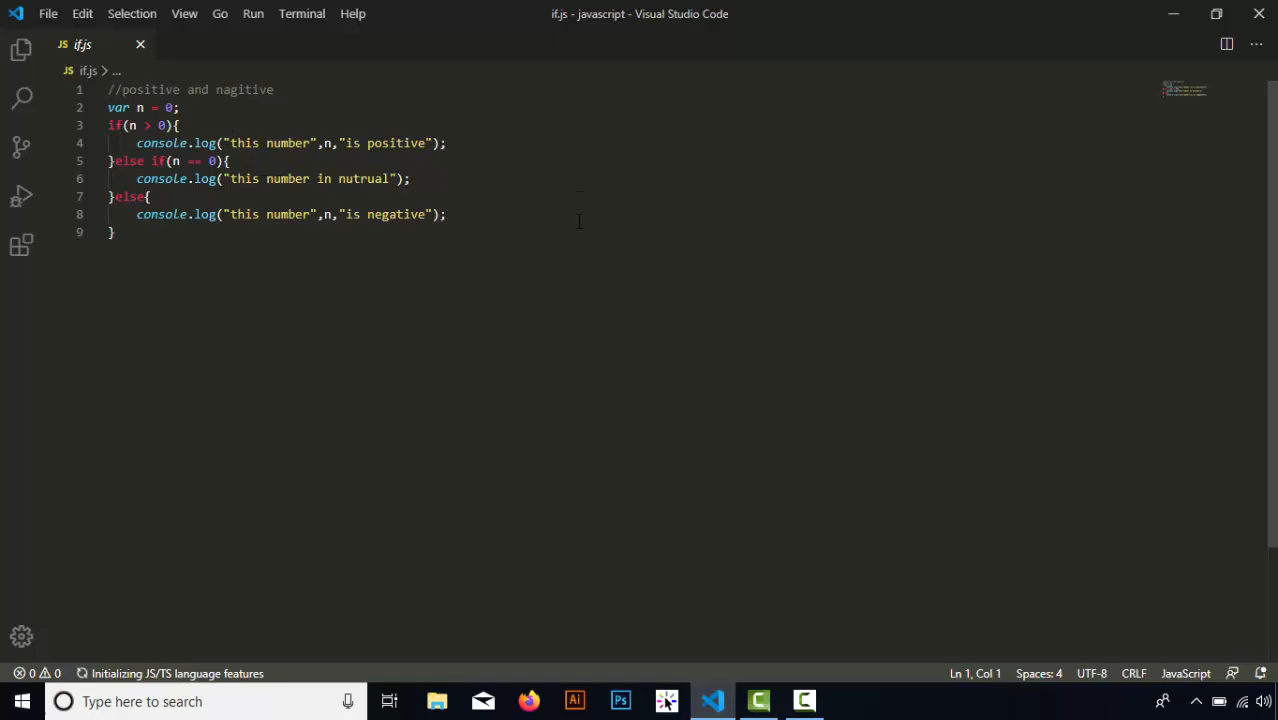 File Edit Selection View Go Run Terminal Help if.js - javascript - Visual Studio Code
JS if.js
JS if.js > ...
1 //positive and nagitive
2 var n = 0;
3 if(n > 0){
4 console.log("this number",n,"is positive");
5 }else if(n == 0){
6 console.log("this number in nutrual");
7 }else{
8 console.log("this number",n,"is negative");
9 }
0 0 Initializing JS/TS language features Ln 1, Col 1 Spaces: 4 UTF-8 CRLF JavaScript
Type here to search Ai Ps C C